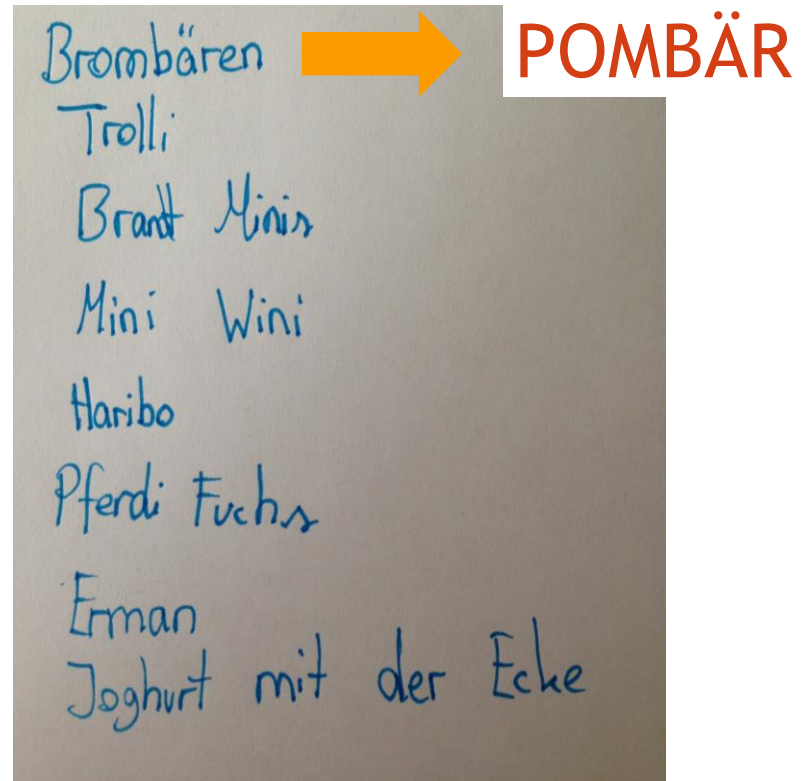 Brombären POMBÄR
Trolli
Brandt Minis
Mini Wini
Haribo
Pferdi Fuchs
Erman
Joghurt mit der Ecke